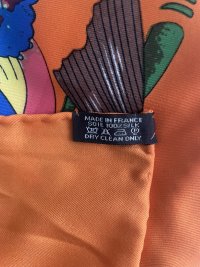 MADE IN FRANCE
SOIE 100% SILK
DRY CLEAN ONLY